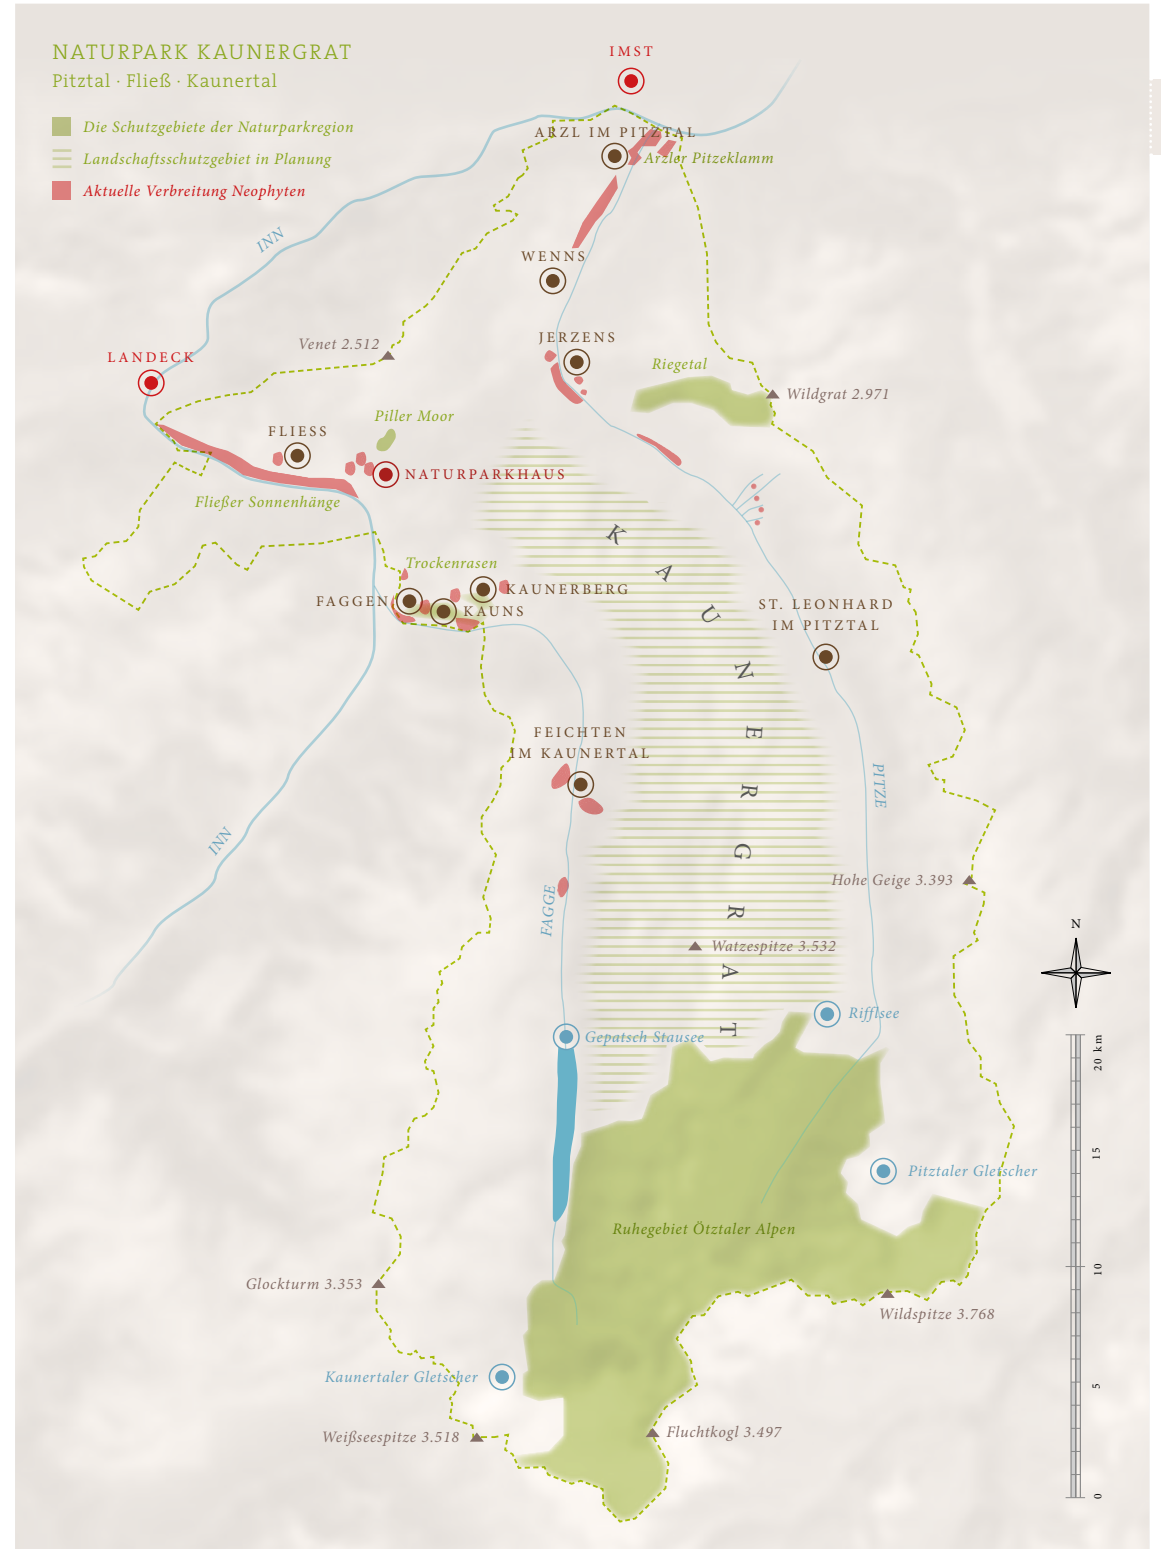 NATURPARK KAUNERGRAT
Pitztal · Fließ · Kaunertal
Die Schutzgebiete der Naturparkregion
Landschaftsschutzgebiet in Planung
Aktuelle Verbreitung Neophyten
IMST
ARZL IM PITZTAL
Arzler Pitzeklamm
INN
WENNS
JERZENS
Venet 2.512
LANDECK
Riegetal
Wildgrat 2.971
Piller Moor
FLIESS
NATURPARKHAUS
Fließer Sonnenhänge
KAUNERGRAT
Trockenrasen
KAUNERBERG
FAGGEN
KAUNS
ST. LEONHARD
IM PITZTAL
FEICHTEN
IM KAUNERTAL
PITZE
INN
Hohe Geige 3.393
FAGGE
N
Watzespitze 3.532
Rifflsee
Gepatsch Stausee
20 km
15
Pitztaler Gletscher
Ruhegebiet Ötztaler Alpen
10
Glockturm 3.353
Wildspitze 3.768
Kaunertaler Gletscher
5
Fluchtkogl 3.497
Weißseespitze 3.518
0